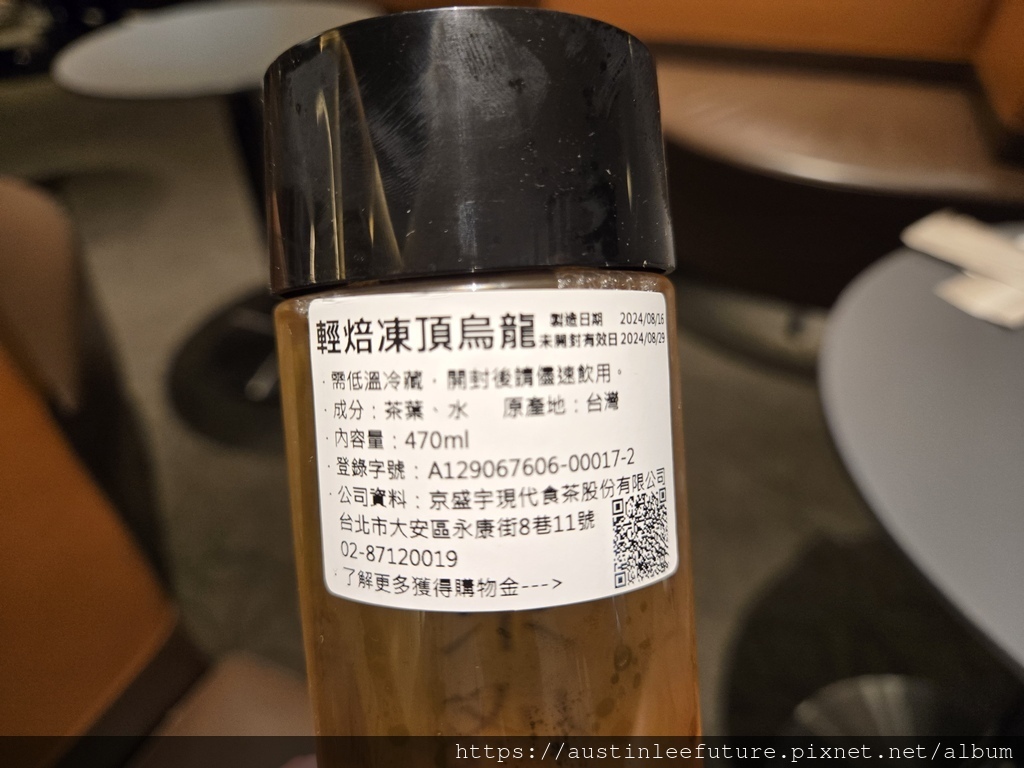 輕焙凍頂烏龍 製造日期 2024/08/16
未開封有效日 2024/08/29
·需低溫冷藏，開封後請儘速飲用。
·成分：茶葉、水 原產地：台灣
·內容量：470ml
·登錄字號：A129067606-00017-2
·公司資料：京盛宇現代食茶股份有限公司
台北市大安區永康街8巷11號
02-87120019
·了解更多獲得購物金--->
https://austinleefuture.pixnet.net/album